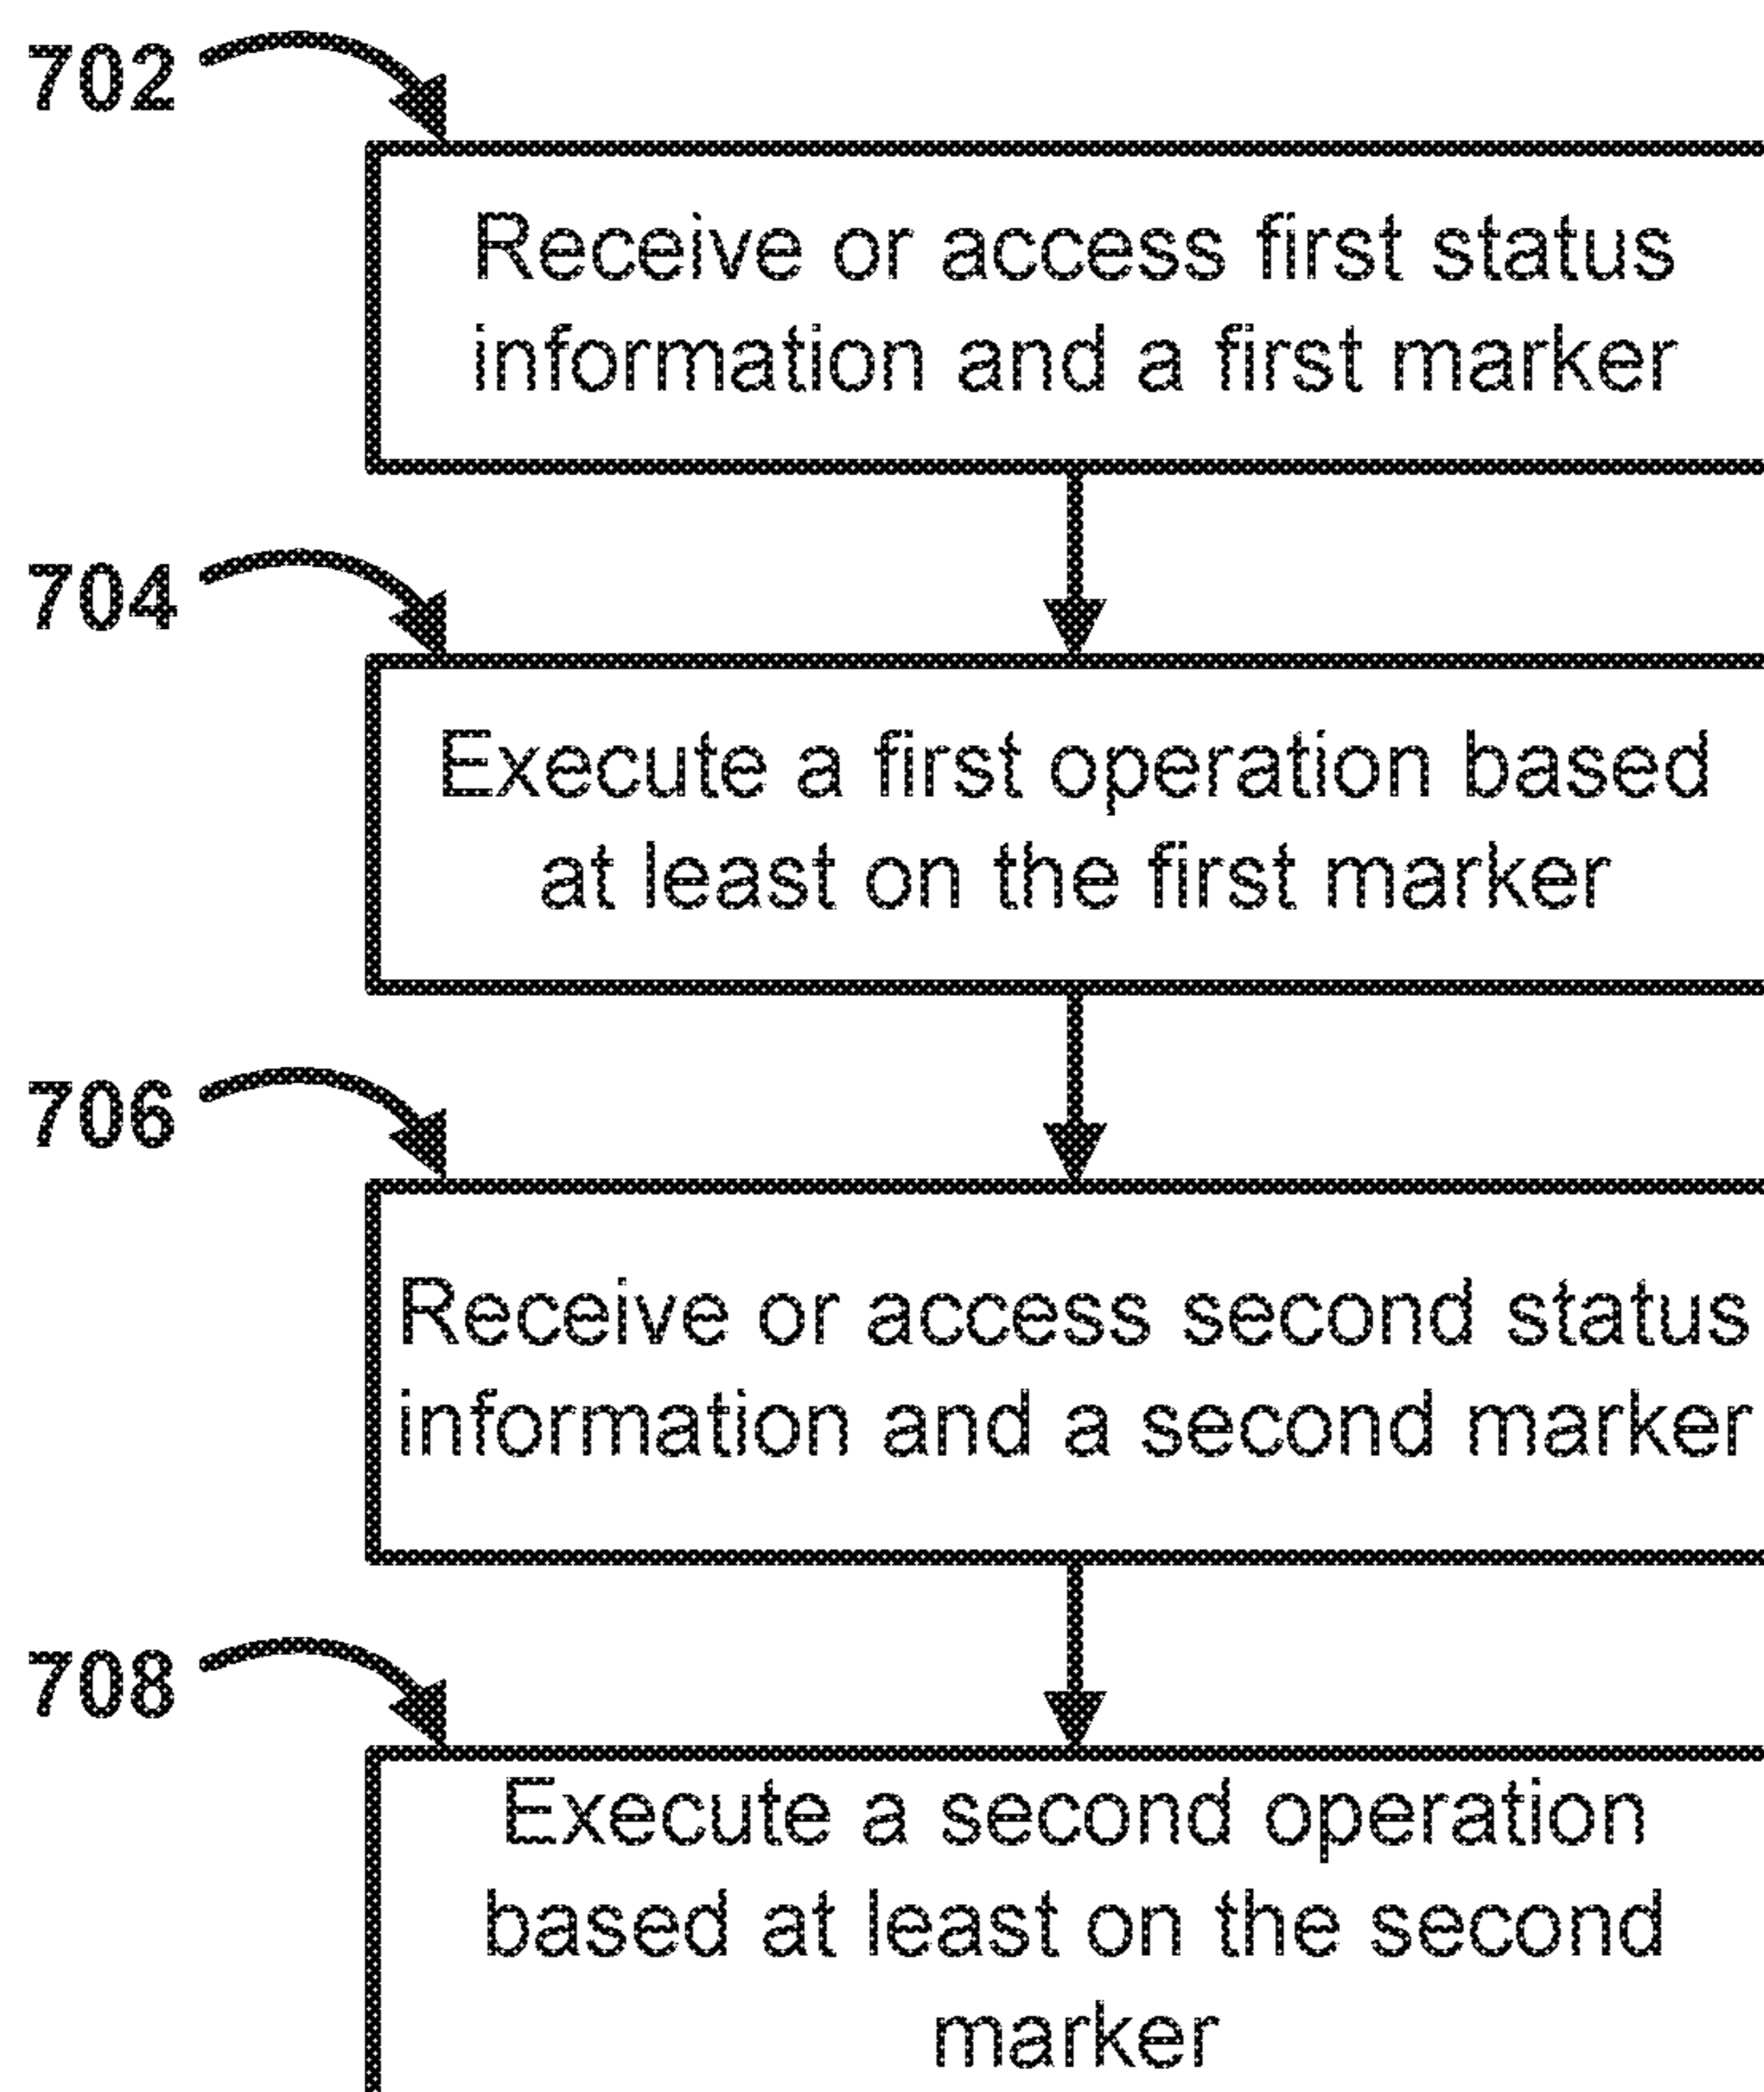 702
Receive or access first status
information and a first marker
704
Execute a first operation based
at least on the first marker
706
Receive or access second status
information and a second marker
708
Execute a second operation
based at least on the second
marker